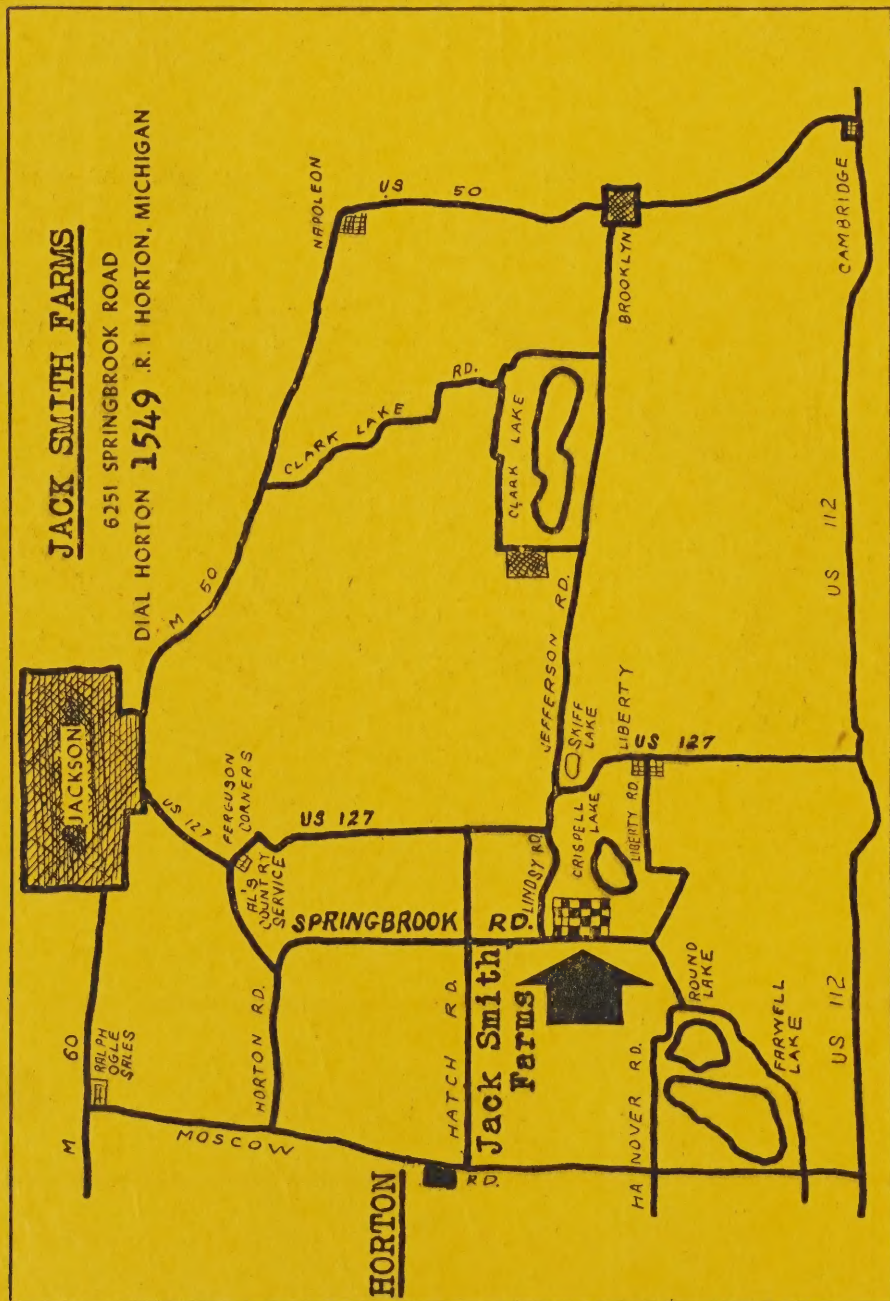 JACK SMITH FARMS
6251 SPRINGBROOK ROAD
DIAL HORTON 1549 R. 1 HORTON, MICHIGAN
JACKSON
M 60
RALPH
OGLE
SALES
US 127
FERGUSON
CORNERS
AL'S
COUNTRY
SERVICE
M 50
NAPOLEON
US 50
CLARK LAKE RD.
MOSCOW RD.
HORTON RD.
SPRINGBROOK RD.
US 127
HORTON
HATCH RD.
Jack Smith
Farms
LINDSY RD.
JEFFERSON RD.
CLARK LAKE
BROOKLYN
CRISPELL
LAKE
SKIFF
LAKE
LIBERTY
LIBERTY RD.
US 127
HANOVER RD.
ROUND
LAKE
FARWELL
LAKE
US 112
US 112
CAMBRIDGE